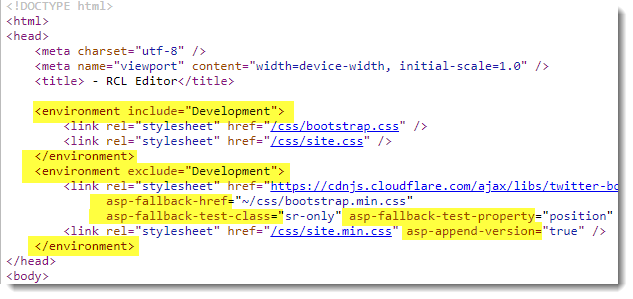 <!DOCTYPE html>
<html>
<head>
<meta charset="utf-8" />
<meta name="viewport" content="width=device-width, initial-scale=1.0" />
<title> - RCL Editor</title>
<environment include="Development">
<link rel="stylesheet" href="/css/bootstrap.css" />
<link rel="stylesheet" href="/css/site.css" />
</environment>
<environment exclude="Development">
<link rel="stylesheet" href="https://cdnjs.cloudflare.com/ajax/libs/twitter-bo
asp-fallback-href="~/css/bootstrap.min.css"
asp-fallback-test-class="sr-only" asp-fallback-test-property="position"
<link rel="stylesheet" href="/css/site.min.css" asp-append-version="true" />
</environment>
</head>
<body>